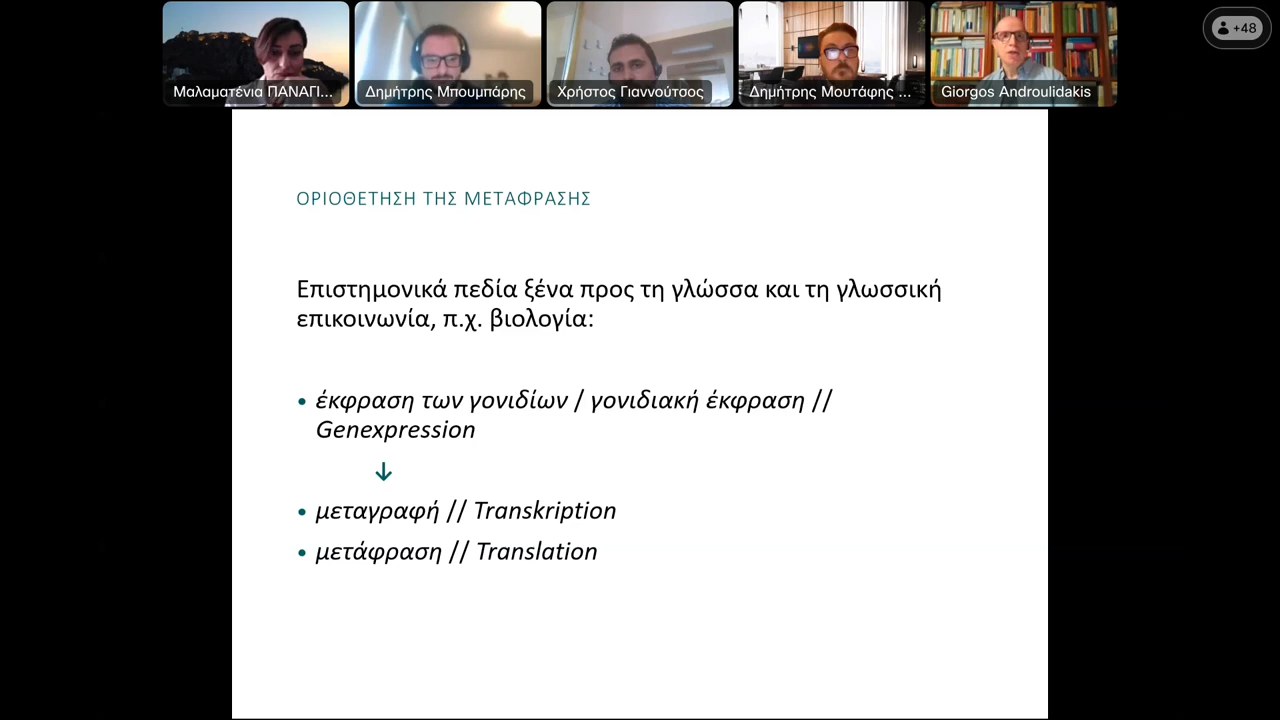 Μαλαματένια ΠΑΝΑΓΙ...
Δημήτρης Μπουμπάρης
Χρήστος Γιαννούτσος
Δημήτρης Μουτάφης ...
Giorgos Androulidakis
+48
ΟΡΙΟΘΕΤΗΣΗ ΤΗΣ ΜΕΤΑΦΡΑΣΗΣ
Επιστημονικά πεδία ξένα προς τη γλώσσα και τη γλωσσική
επικοινωνία, π.χ. βιολογία:
• έκφραση των γονιδίων / γονιδιακή έκφραση //
Genexpression
↓
• μεταγραφή // Transkription
• μετάφραση // Translation